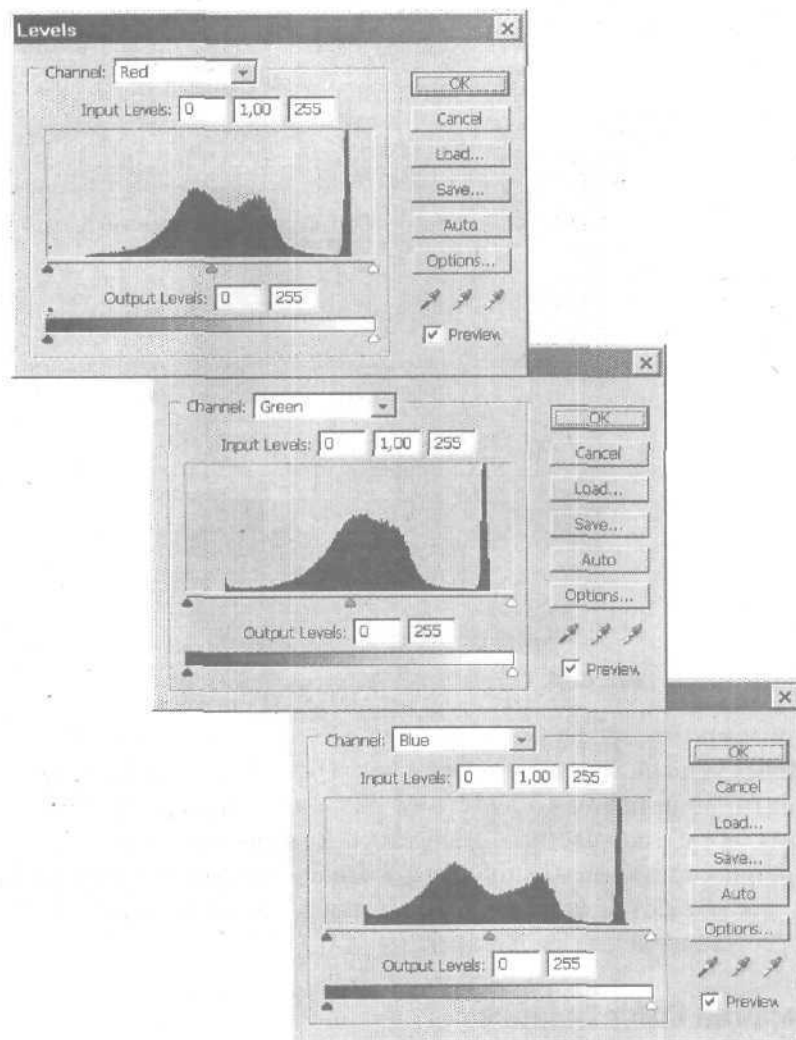 Levels
Channel: Red
OK
Input Levels: 0 1,00 255
Cancel
Load...
Save...
Auto
Options...
Output Levels: 0 255
Preview
Channel: Green
OK
Input Levels: 0 1,00 255
Cancel
Load...
Save...
Auto
Options...
Output Levels: 0 255
Preview
Channel: Blue
OK
Input Levels: 0 1,00 255
Cancel
Load...
Save...
Auto
Options...
Output Levels: 0 255
Preview